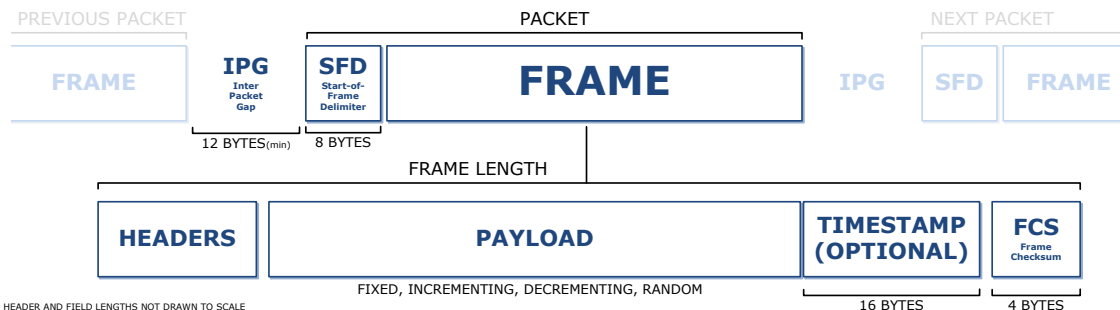 PREVIOUS PACKET
PACKET
NEXT PACKET
FRAME
IPG
Inter
Packet
Gap
SFD
Start-of-
Frame
Delimiter
FRAME
IPG
SFD
FRAME
12 BYTES(min)
8 BYTES
FRAME LENGTH
HEADERS
PAYLOAD
TIMESTAMP
(OPTIONAL)
FCS
Frame
Checksum
FIXED, INCREMENTING, DECREMENTING, RANDOM
16 BYTES
4 BYTES
HEADER AND FIELD LENGTHS NOT DRAWN TO SCALE